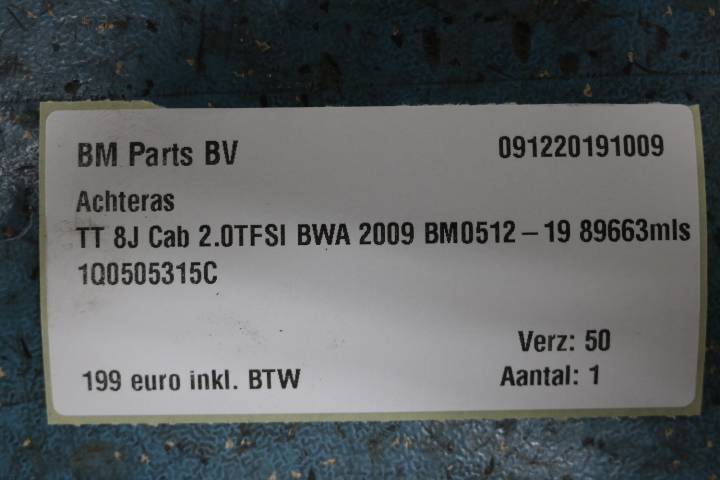 BM Parts BV 091220191009
Achteras
TT 8J Cab 2.0TFSI BWA 2009 BM0512 – 19 89663mls
1Q0505315C
Verz: 50
199 euro inkl. BTW Aantal: 1